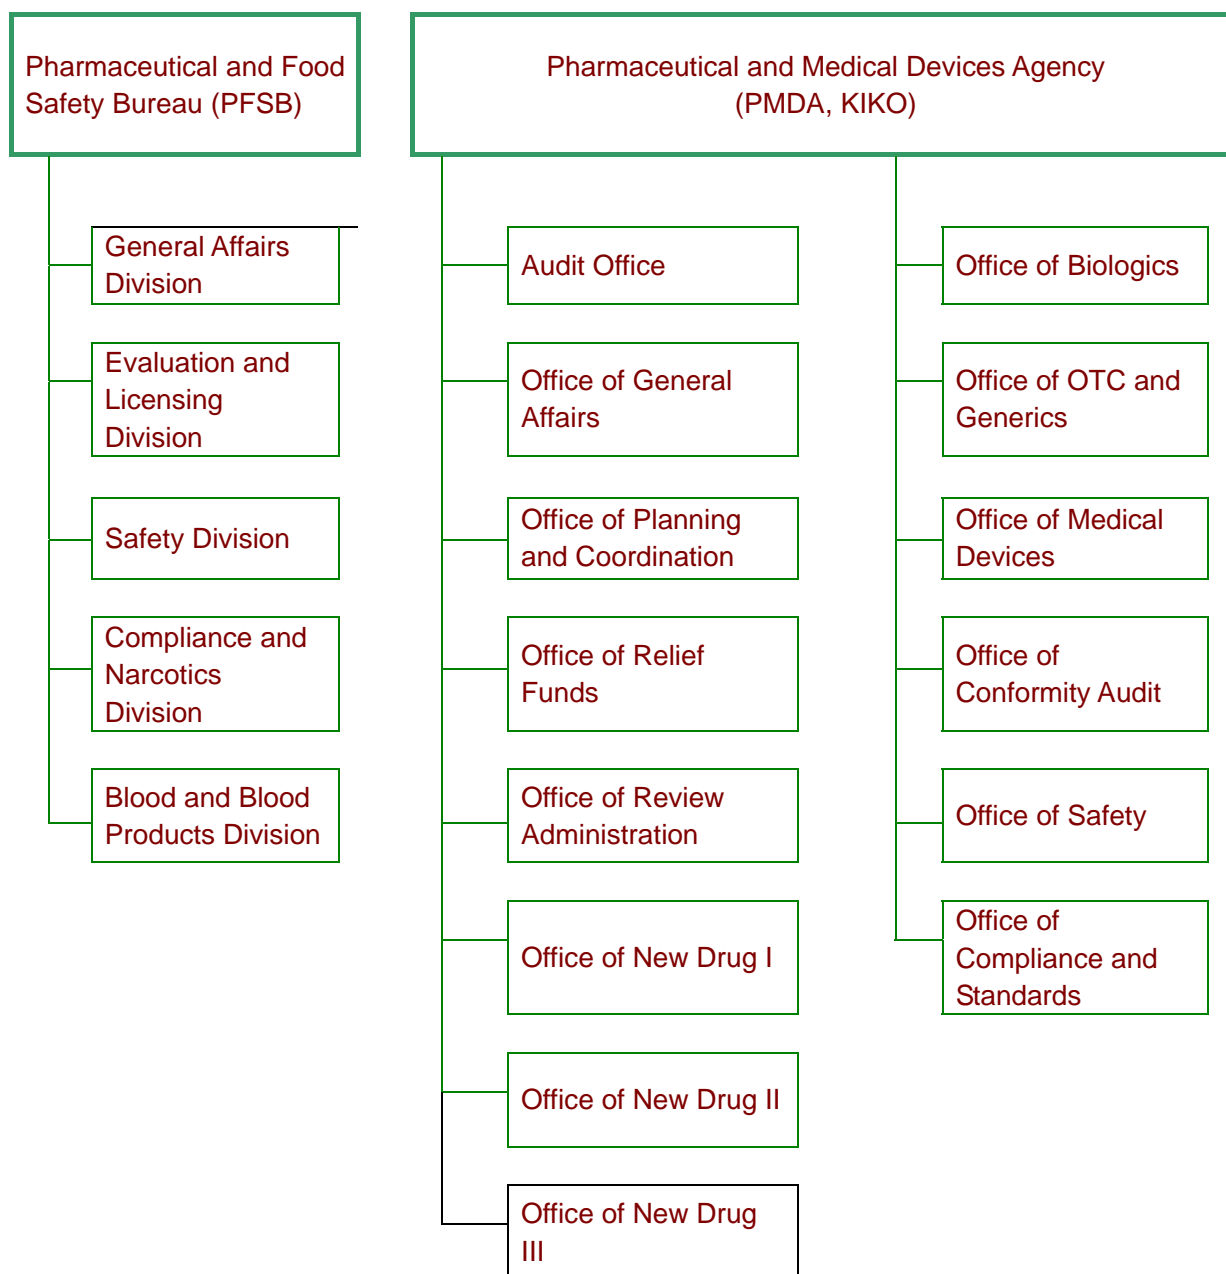 Pharmaceutical and Food
Safety Bureau (PFSB)
Pharmaceutical and Medical Devices Agency
(PMDA, KIKO)
General Affairs
Division
Evaluation and
Licensing
Division
Safety Division
Compliance and
Narcotics
Division
Blood and Blood
Products Division
Audit Office
Office of General
Affairs
Office of Planning
and Coordination
Office of Relief
Funds
Office of Review
Administration
Office of New Drug I
Office of New Drug II
Office of New Drug
III
Office of Biologics
Office of OTC and
Generics
Office of Medical
Devices
Office of
Conformity Audit
Office of Safety
Office of
Compliance and
Standards